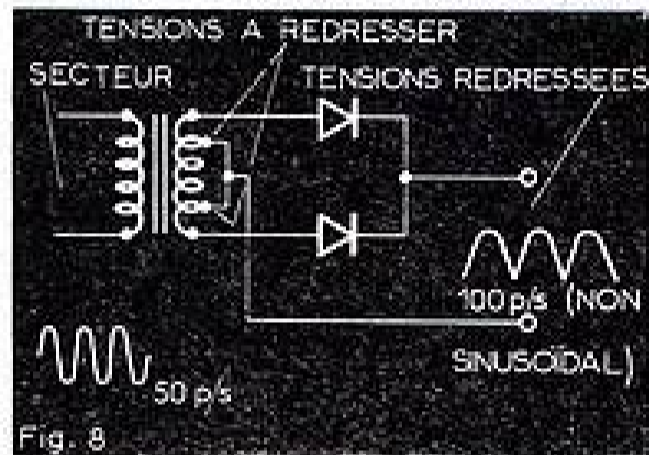 TENSIONS A REDRESSER
SECTEUR
TENSIONS REDRESSEES
100 p/s (NON
SINUSOÏDAL)
50 p/s
Fig. 8